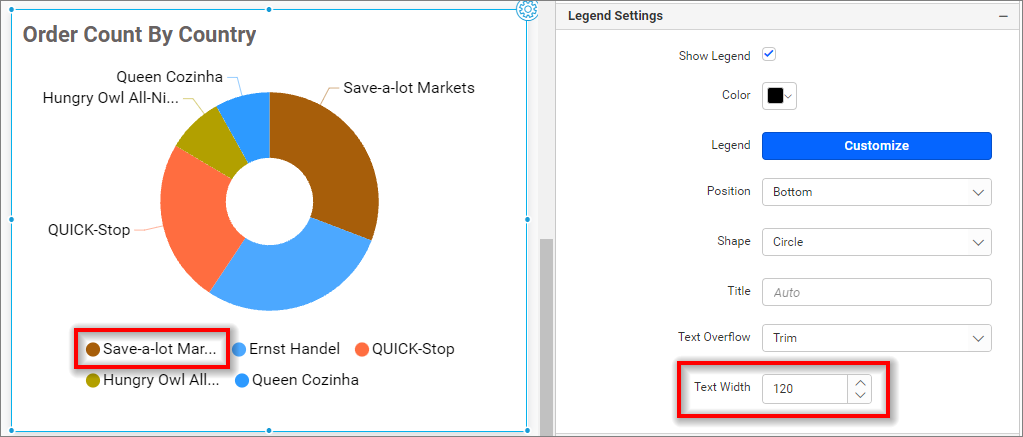 Order Count By Country
Queen Cozinha
Hungry Owl All-Ni...
Save-a-lot Markets
QUICK-Stop
Save-a-lot Mar... Ernst Handel QUICK-Stop
Hungry Owl All... Queen Cozinha
Legend Settings
Show Legend
Color
Legend Customize
Position Bottom
Shape Circle
Title Auto
Text Overflow Trim
Text Width 120